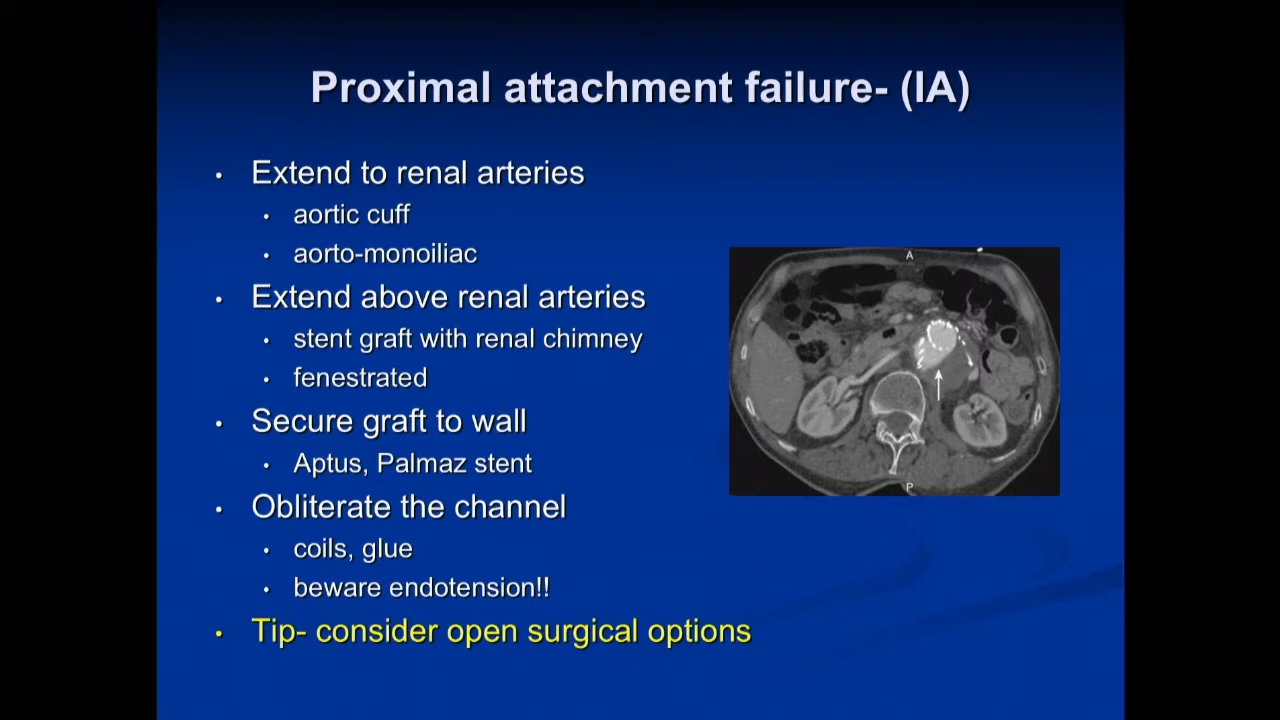 Proximal attachment failure- (IA)
• Extend to renal arteries
• aortic cuff
• aorto-monoiliac
• Extend above renal arteries
• stent graft with renal chimney
• fenestrated
• Secure graft to wall
• Aptus, Palmaz stent
• Obliterate the channel
• coils, glue
• beware endotension!!
• Tip- consider open surgical options
A
P